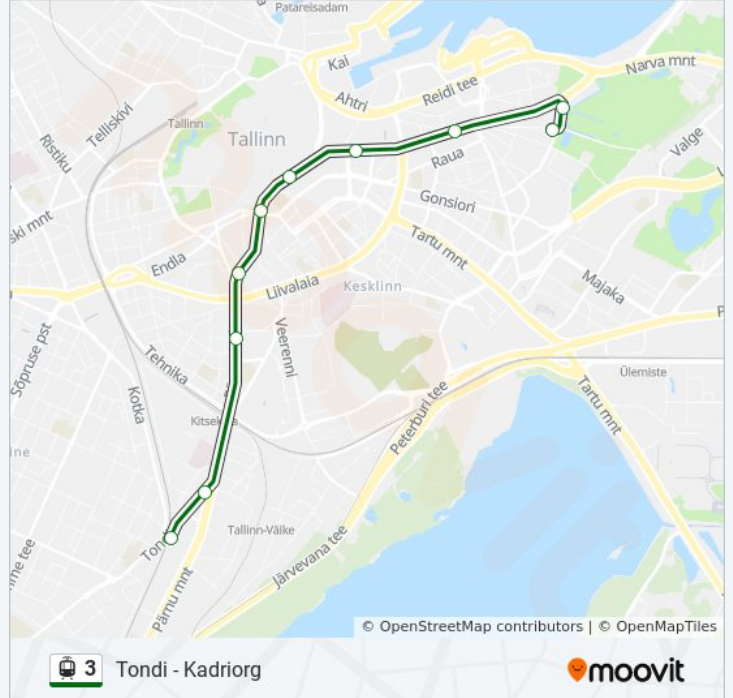 Patareisadam
Kai
Narva mnt
Reidi tee
Ahtri
Telliskivi
Tallinn
Tallinn
Ristiku
Valge
Raua
Gonsiori
ski mnt
Tartu mnt
Endla
Liivalaia
Kesklinn
Majaka
P
Sõpruse pst
Veerenni
Tehnika
Ülemiste
Kotka
Tartu mnt
Peterburi tee
ine
Tallinn-Väike
Järvevana tee
Pärnu mnt
© OpenStreetMap contributors | © OpenMapTiles
3 Tondi - Kadriorg
moovit